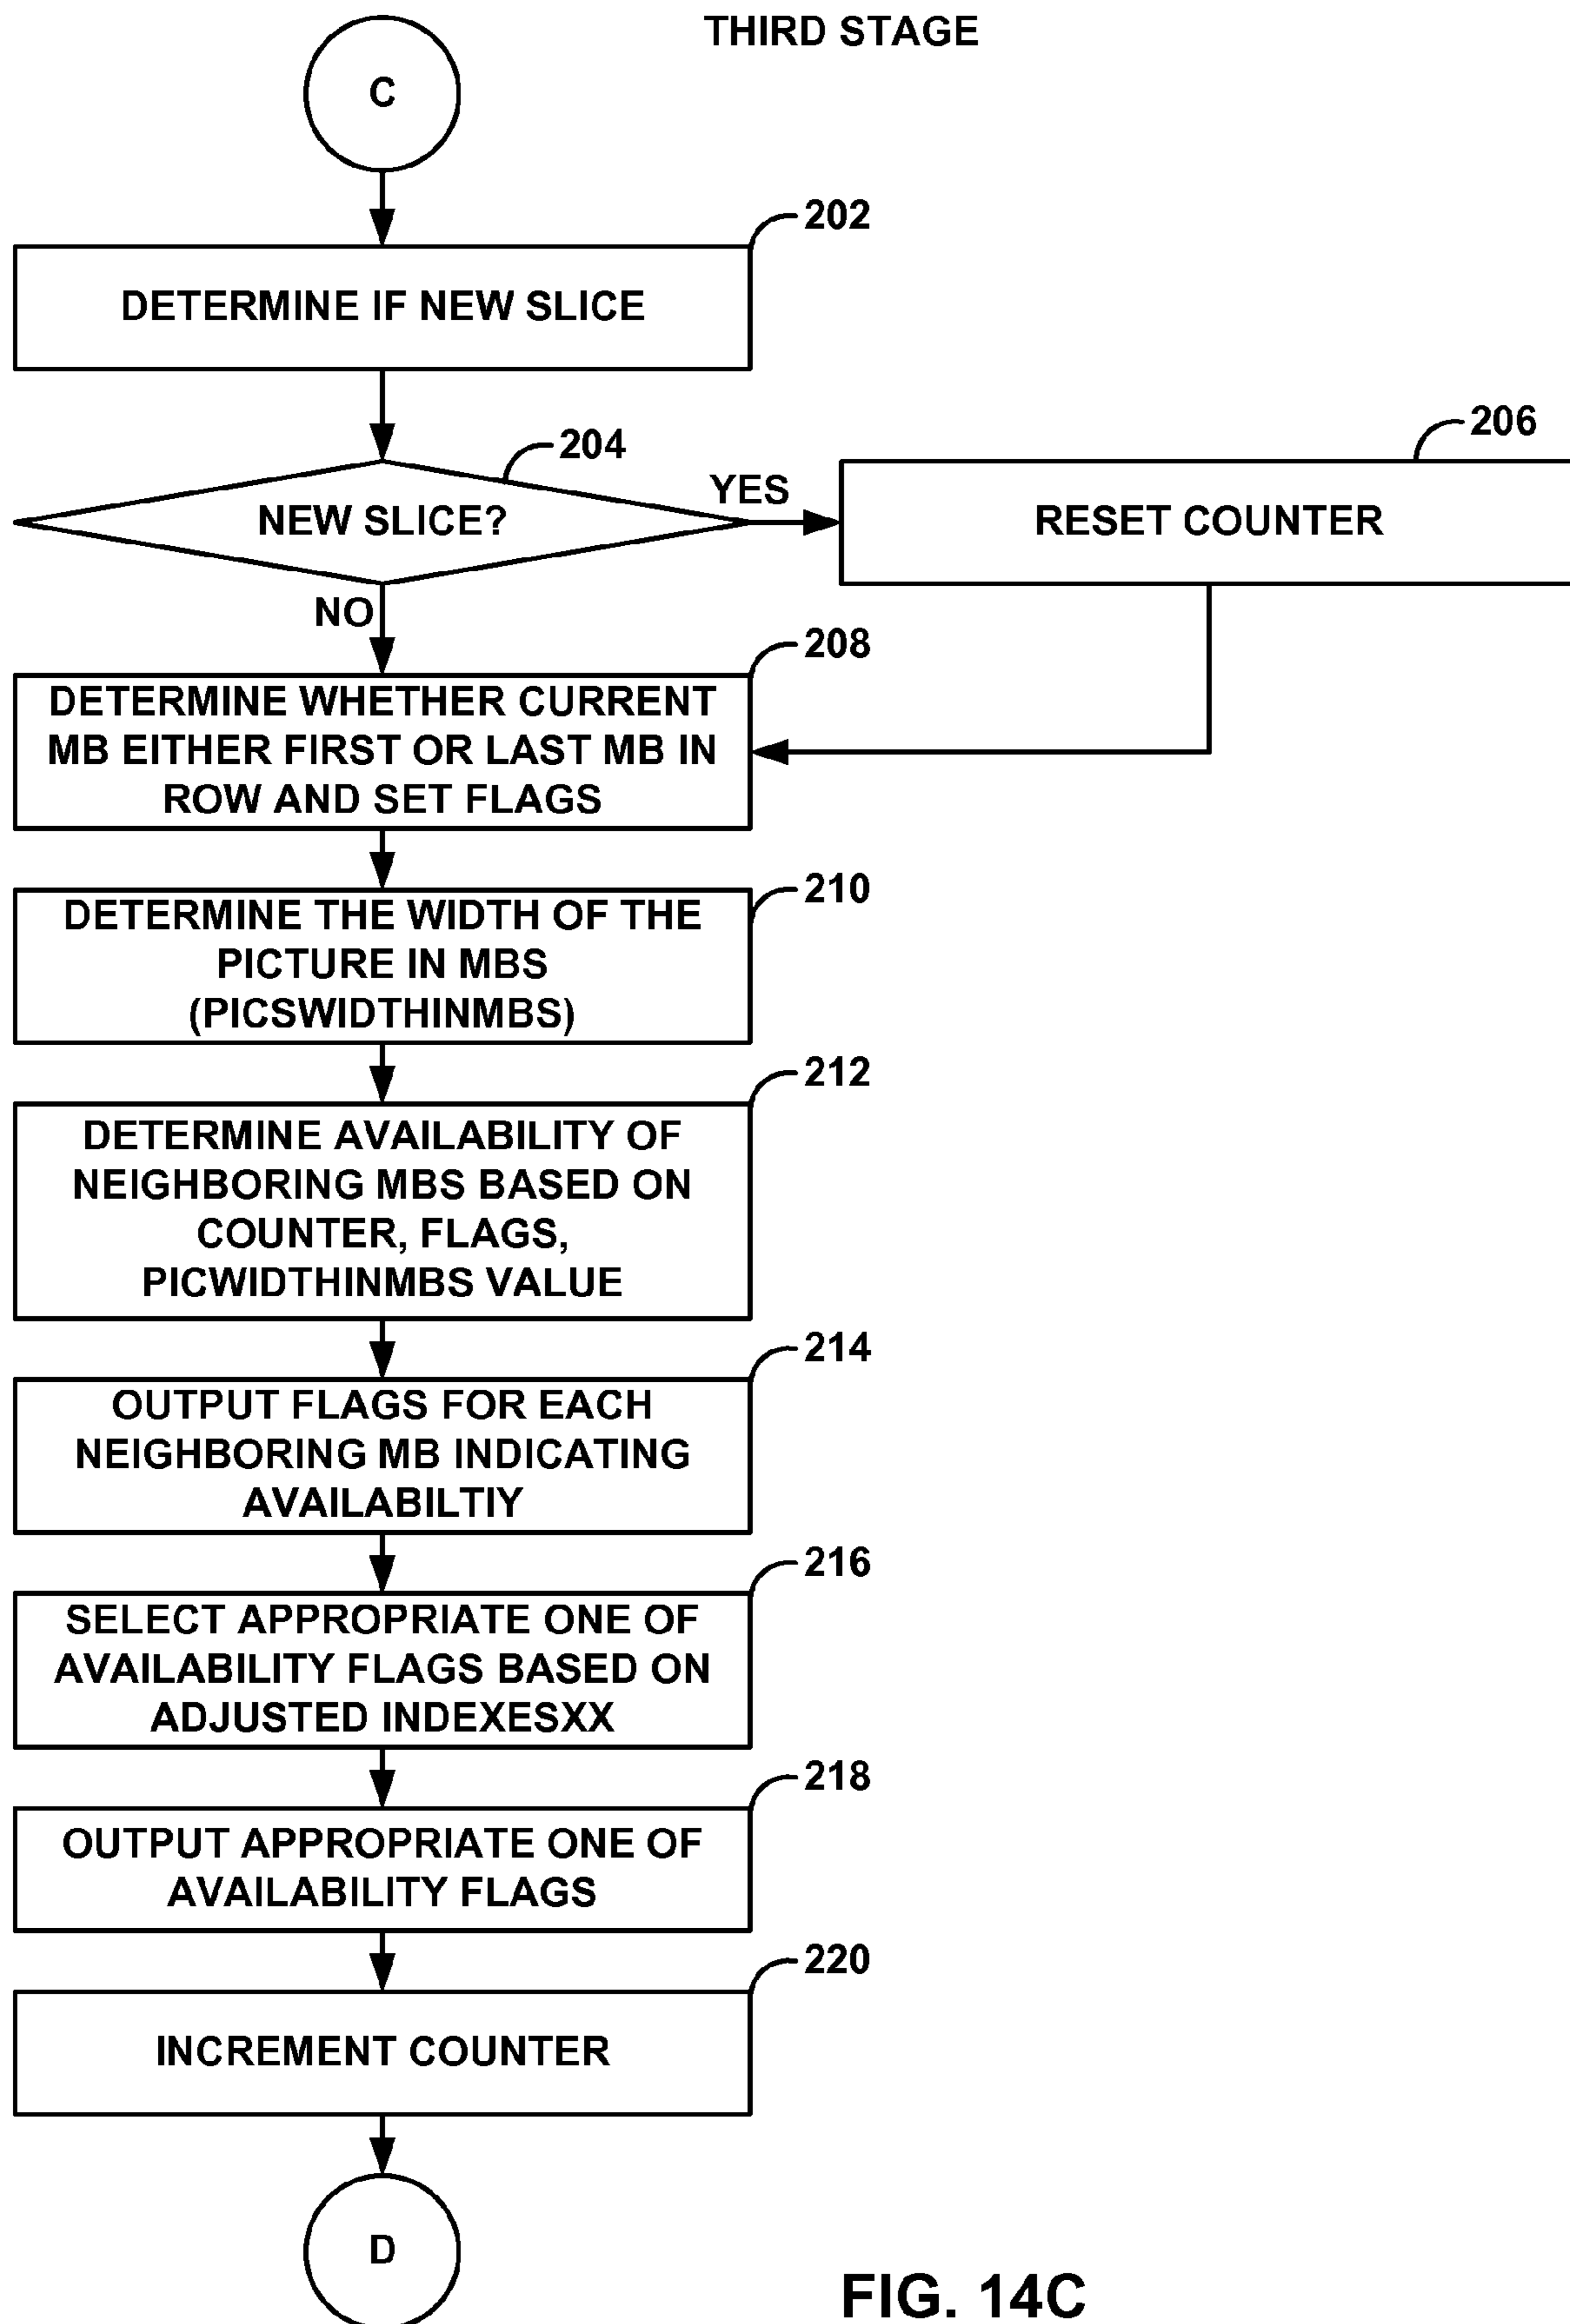 THIRD STAGE
C
202
DETERMINE IF NEW SLICE
204
NEW SLICE?
YES
206
RESET COUNTER
NO
208
DETERMINE WHETHER CURRENT
MB EITHER FIRST OR LAST MB IN
ROW AND SET FLAGS
210
DETERMINE THE WIDTH OF THE
PICTURE IN MBS
(PICSWIDTHINMBS)
212
DETERMINE AVAILABILITY OF
NEIGHBORING MBS BASED ON
COUNTER, FLAGS,
PICWIDTHINMBS VALUE
214
OUTPUT FLAGS FOR EACH
NEIGHBORING MB INDICATING
AVAILABILTIY
216
SELECT APPROPRIATE ONE OF
AVAILABILITY FLAGS BASED ON
ADJUSTED INDEXESXX
218
OUTPUT APPROPRIATE ONE OF
AVAILABILITY FLAGS
220
INCREMENT COUNTER
D
FIG. 14C